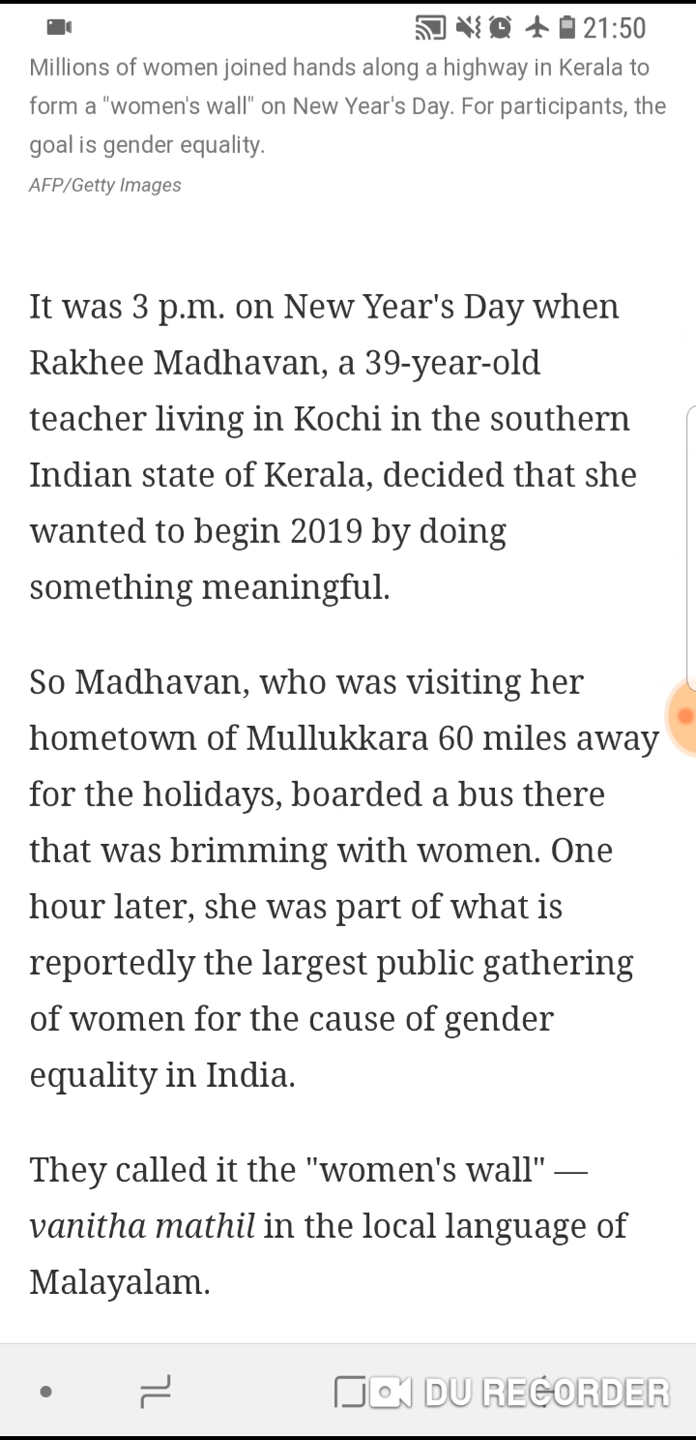 21:50
Millions of women joined hands along a highway in Kerala to
form a "women's wall" on New Year's Day. For participants, the
goal is gender equality.
AFP/Getty Images
It was 3 p.m. on New Year's Day when
Rakhee Madhavan, a 39-year-old
teacher living in Kochi in the southern
Indian state of Kerala, decided that she
wanted to begin 2019 by doing
something meaningful.
So Madhavan, who was visiting her
hometown of Mullukkara 60 miles away
for the holidays, boarded a bus there
that was brimming with women. One
hour later, she was part of what is
reportedly the largest public gathering
of women for the cause of gender
equality in India.
They called it the "women's wall" —
vanitha mathil in the local language of
Malayalam.
DU RECORDER